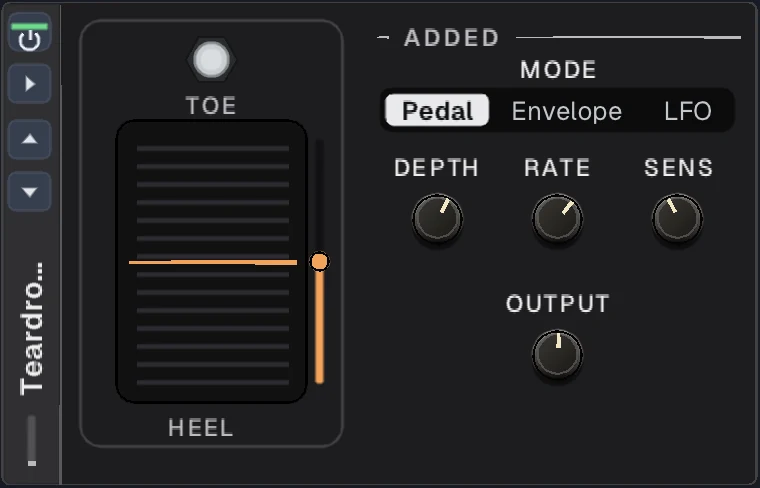 Teardro...
TOE
HEEL
ADDED
MODE
Pedal Envelope LFO
DEPTH RATE SENS
OUTPUT